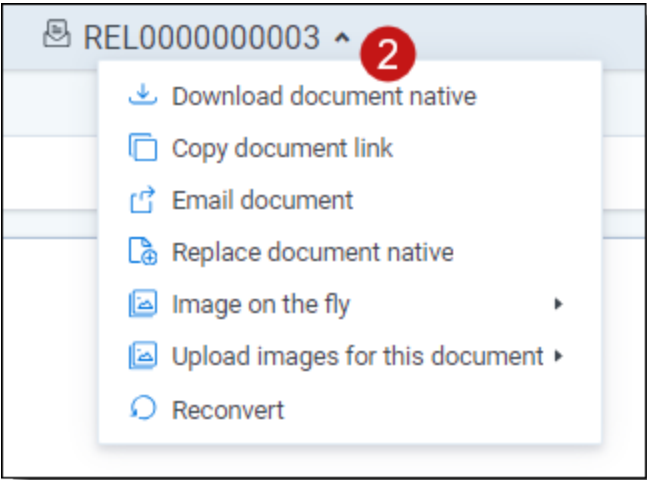 REL0000000003
2
Download document native
Copy document link
Email document
Replace document native
Image on the fly
Upload images for this document
Reconvert